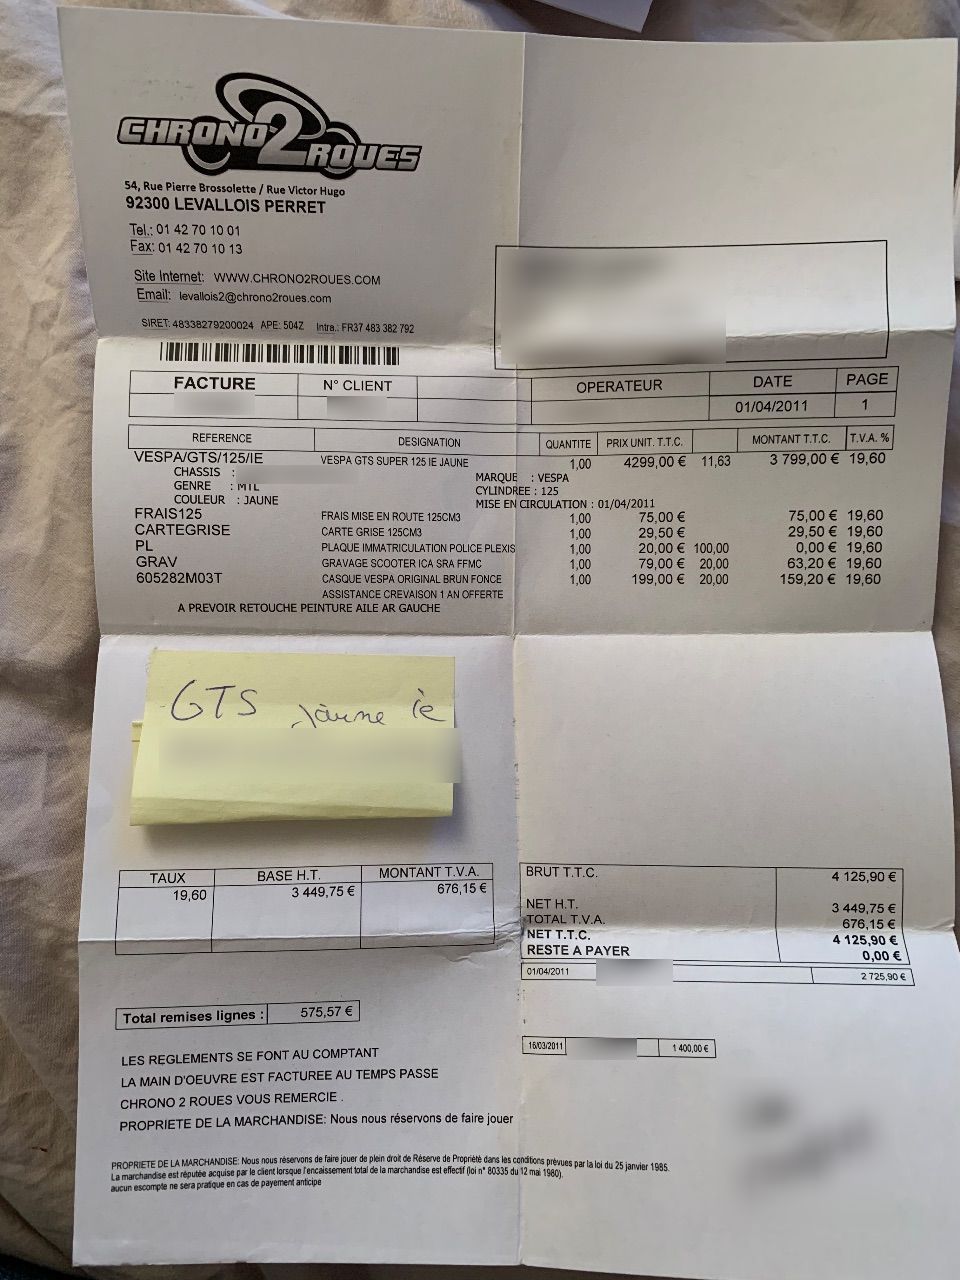 CHRONO 2 ROUES
54, Rue Pierre Brossolette / Rue Victor Hugo
92300 LEVALLOIS PERRET
Tel.: 01 42 70 10 01
Fax: 01 42 70 10 13
Site Internet: WWW.CHRONO2ROUES.COM
Email: levallois2@chrono2roues.com
SIRET: 48338279200024 APE: 504Z Intra.: FR37 483 382 792
FACTURE N° CLIENT OPERATEUR DATE PAGE
01/04/2011 1
REFERENCE DESIGNATION QUANTITE PRIX UNIT. T.T.C. MONTANT T.T.C. T.V.A. %
VESPA/GTS/125/IE VESPA GTS SUPER 125 IE JAUNE 1,00 4299,00 € 11,63 3 799,00 € 19,60
CHASSIS : MARQUE : VESPA
GENRE : MTL CYLINDREE : 125
COULEUR : JAUNE MISE EN CIRCULATION : 01/04/2011
FRAIS125 FRAIS MISE EN ROUTE 125CM3 1,00 75,00 € 75,00 € 19,60
CARTEGRISE CARTE GRISE 125CM3 1,00 29,50 € 29,50 € 19,60
PL PLAQUE IMMATRICULATION POLICE PLEXIS 1,00 20,00 € 100,00 0,00 € 19,60
GRAV GRAVAGE SCOOTER ICA SRA FFMC 1,00 79,00 € 20,00 63,20 € 19,60
605282M03T CASQUE VESPA ORIGINAL BRUN FONCE 1,00 199,00 € 20,00 159,20 € 19,60
ASSISTANCE CREVAISON 1 AN OFFERTE
A PREVOIR RETOUCHE PEINTURE AILE AR GAUCHE
GTS jaune ie
TAUX BASE H.T. MONTANT T.V.A.
19,60 3 449,75 € 676,15 €
BRUT T.T.C. 4 125,90 €
NET H.T. 3 449,75 €
TOTAL T.V.A. 676,15 €
NET T.T.C. 4 125,90 €
RESTE A PAYER 0,00 €
01/04/2011 2 725,90 €
Total remises lignes : 575,57 €
16/03/2011 1 400,00 €
LES REGLEMENTS SE FONT AU COMPTANT
LA MAIN D'OEUVRE EST FACTUREE AU TEMPS PASSE
CHRONO 2 ROUES VOUS REMERCIE .
PROPRIETE DE LA MARCHANDISE: Nous nous réservons de faire jouer
PROPRIETE DE LA MARCHANDISE: Nous nous réservons de faire jouer de plein droit de Réserve de Propriété dans les conditions prévues par la loi du 25 janvier 1985.
La marchandise est réputée acquise par le client lorsque l'encaissement total de la marchandise est effectif (loi n° 80335 du 12 mai 1980).
aucun escompte ne sera pratique en cas de payement anticipe